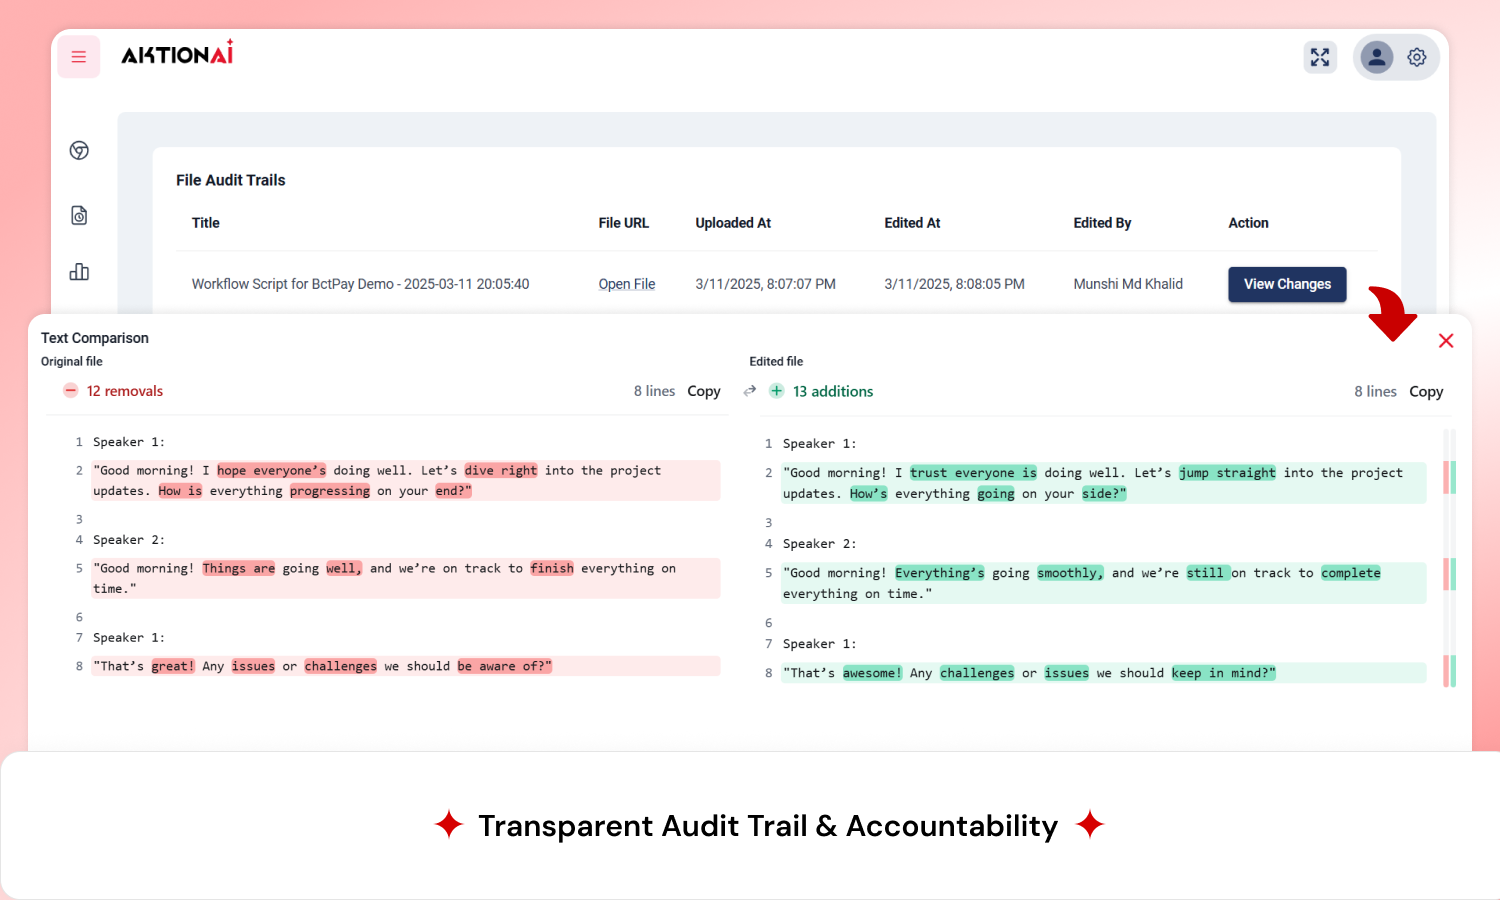 AKTIONAI
File Audit Trails
Title File URL Uploaded At Edited At Edited By Action
Workflow Script for BctPay Demo - 2025-03-11 20:05:40 Open File 3/11/2025, 8:07:07 PM 3/11/2025, 8:08:05 PM Munshi Md Khalid View Changes
Text Comparison
Original file
12 removals 8 lines Copy
1 Speaker 1:
2 "Good morning! I hope everyone’s doing well. Let’s dive right into the project
updates. How is everything progressing on your end?"
3
4 Speaker 2:
5 "Good morning! Things are going well, and we’re on track to finish everything on
time."
6
7 Speaker 1:
8 "That’s great! Any issues or challenges we should be aware of?"
Edited file
13 additions 8 lines Copy
1 Speaker 1:
2 "Good morning! I trust everyone is doing well. Let’s jump straight into the project
updates. How’s everything going on your side?"
3
4 Speaker 2:
5 "Good morning! Everything’s going smoothly, and we’re still on track to complete
everything on time."
6
7 Speaker 1:
8 "That’s awesome! Any challenges or issues we should keep in mind?"
Transparent Audit Trail & Accountability